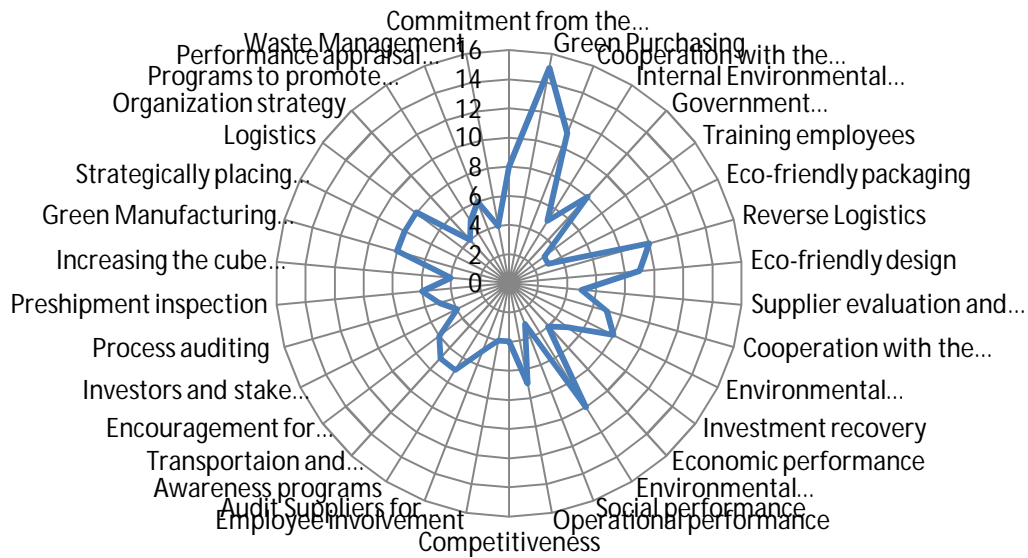 Commitment from the...
Green Purchasing
Cooperation with the...
Internal Environmental...
Government...
Training employees
Eco-friendly packaging
Reverse Logistics
Eco-friendly design
Supplier evaluation and...
Cooperation with the...
Environmental...
Investment recovery
Economic performance
Environmental...
Social performance
Operational performance
Competitiveness
Employee involvement
Audit Suppliers for...
Awareness programs
Transportaion and...
Encouragement for...
Investors and stake...
Process auditing
Preshipment inspection
Increasing the cube...
Green Manufacturing...
Strategically placing...
Logistics
Organization strategy
Programs to promote...
Performance appraisal...
Waste Management
16
14
12
10
8
6
4
2
0